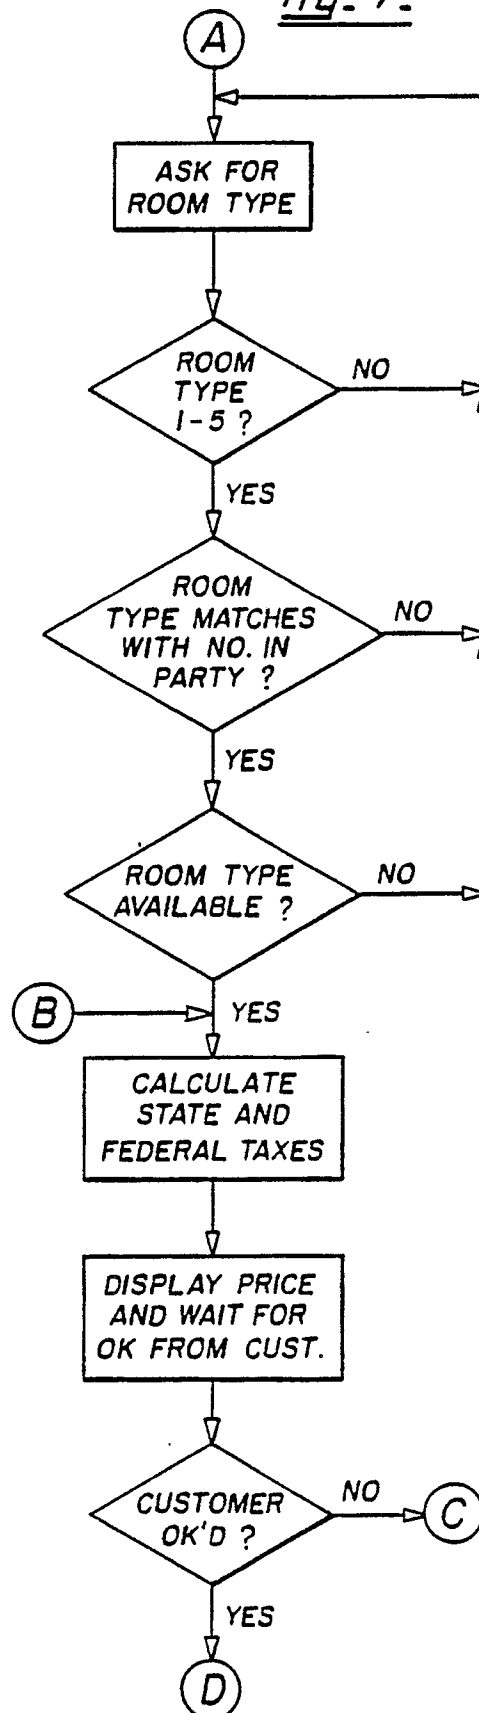 A
ASK FOR
ROOM TYPE
ROOM
TYPE
1-5 ?
NO
YES
ROOM
TYPE MATCHES
WITH NO. IN
PARTY ?
NO
YES
ROOM TYPE
AVAILABLE ?
NO
B
YES
CALCULATE
STATE AND
FEDERAL TAXES
DISPLAY PRICE
AND WAIT FOR
OK FROM CUST.
CUSTOMER
OK'D ?
NO
C
YES
D